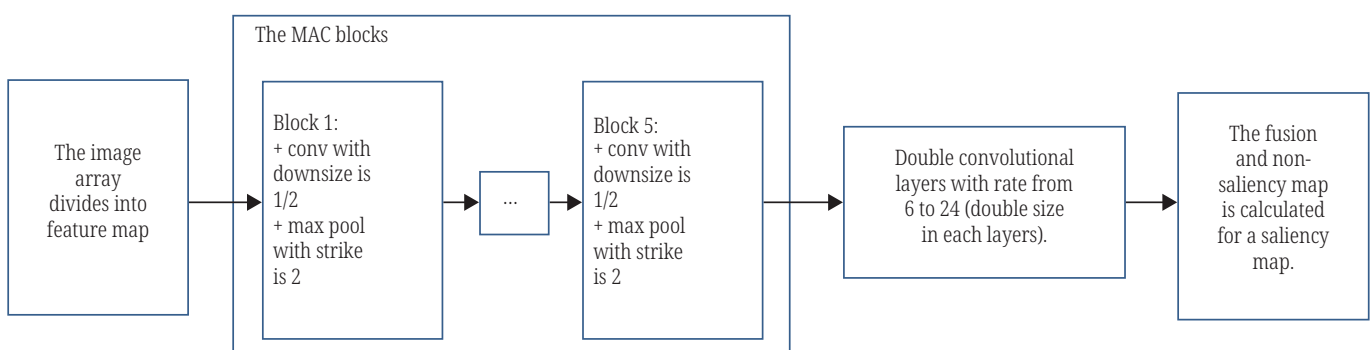 The MAC blocks
The image
array
divides into
feature map
Block 1:
+ conv with
downsize is
1/2
+ max pool
with strike
is 2
...
Block 5:
+ conv with
downsize is
1/2
+ max pool
with strike
is 2
Double convolutional
layers with rate from
6 to 24 (double size
in each layers).
The fusion
and non-
saliency map
is calculated
for a saliency
map.